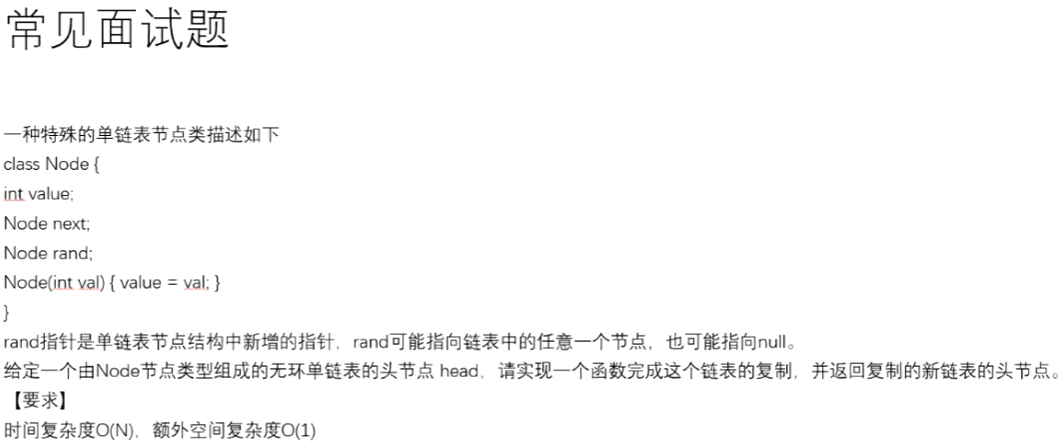 常见面试题
一种特殊的单链表节点类描述如下
class Node {
int value;
Node next;
Node rand;
Node(int val) { value = val; }
}
rand指针是单链表节点结构中新增的指针，rand可能指向链表中的任意一个节点，也可能指向null。
给定一个由Node节点类型组成的无环单链表的头节点 head，请实现一个函数完成这个链表的复制，并返回复制的新链表的头节点。
【要求】
时间复杂度O(N)，额外空间复杂度O(1)